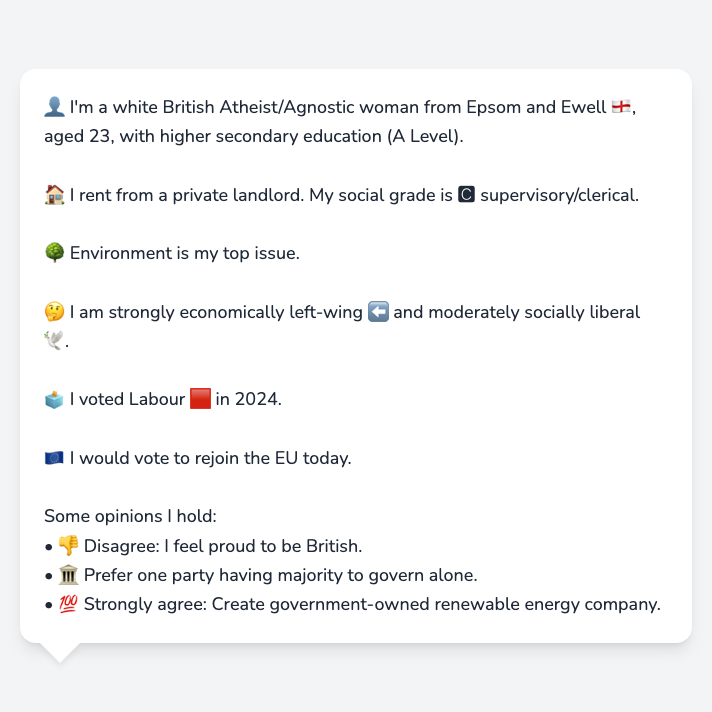 👤 I'm a white British Atheist/Agnostic woman from Epsom and Ewell 🏴󠁧󠁢󠁥󠁮󠁧󠁿,
aged 23, with higher secondary education (A Level).
🏠 I rent from a private landlord. My social grade is 🅲 supervisory/clerical.
🌳 Environment is my top issue.
🤔 I am strongly economically left-wing ⬅️ and moderately socially liberal
🕊️.
🗳️ I voted Labour 🟥 in 2024.
🇪🇺 I would vote to rejoin the EU today.
Some opinions I hold:
• 👎 Disagree: I feel proud to be British.
• 🏛️ Prefer one party having majority to govern alone.
• 💯 Strongly agree: Create government-owned renewable energy company.